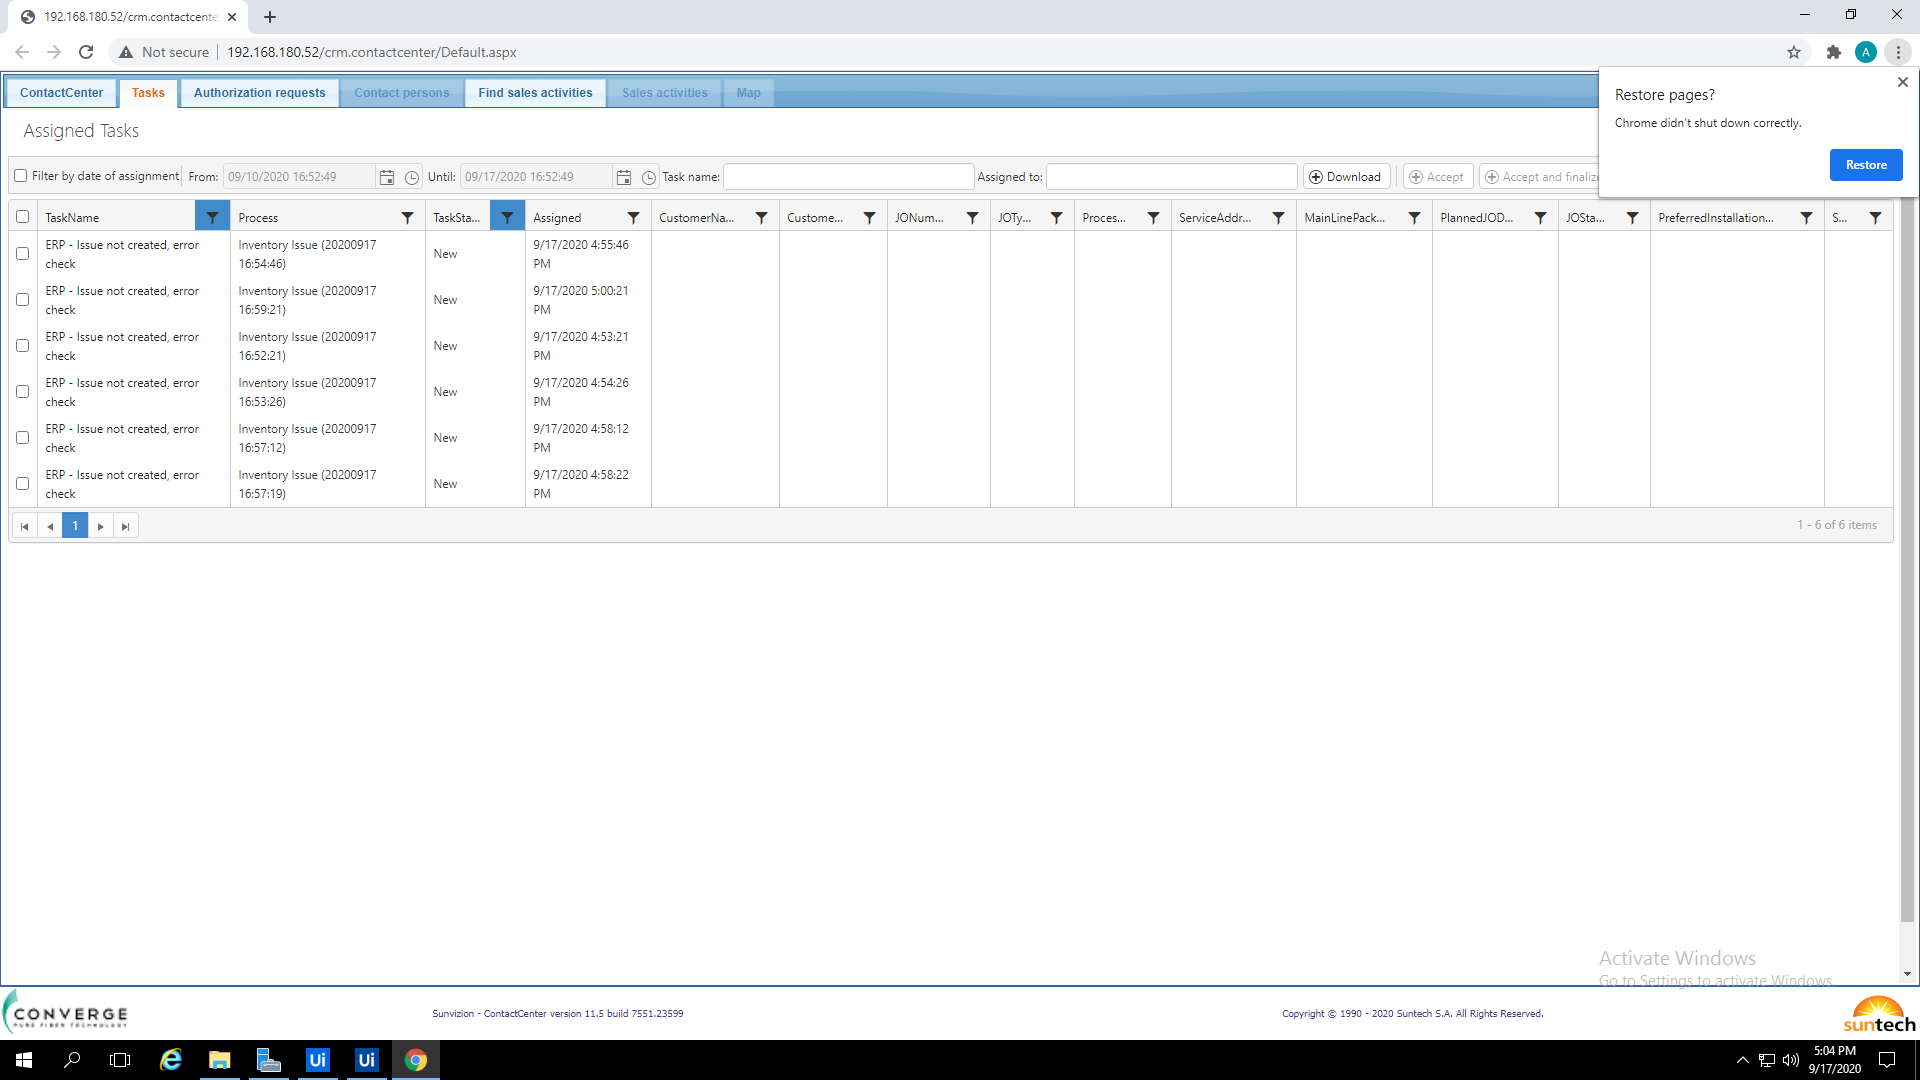 192.168.180.52/crm.contactcente
Not secure
192.168.180.52/crm.contactcenter/Default.aspx
A
ContactCenter Tasks Authorization requests Contact persons Find sales activities Sales activities Map
Restore pages?
Chrome didn't shut down correctly.
Restore
Assigned Tasks
Filter by date of assignment From: 09/10/2020 16:52:49 Until: 09/17/2020 16:52:49 Task name: Assigned to: Download Accept Accept and finalize
TaskName Process TaskSta... Assigned CustomerNa... Custome... JONum... JOTy... Proces... ServiceAddr... MainLinePack... PlannedJOD... JOSta... PreferredInstallation... S...
ERP - Issue not created, error check Inventory Issue (20200917 16:54:46) New 9/17/2020 4:55:46 PM
ERP - Issue not created, error check Inventory Issue (20200917 16:59:21) New 9/17/2020 5:00:21 PM
ERP - Issue not created, error check Inventory Issue (20200917 16:52:21) New 9/17/2020 4:53:21 PM
ERP - Issue not created, error check Inventory Issue (20200917 16:53:26) New 9/17/2020 4:54:26 PM
ERP - Issue not created, error check Inventory Issue (20200917 16:57:12) New 9/17/2020 4:58:12 PM
ERP - Issue not created, error check Inventory Issue (20200917 16:57:19) New 9/17/2020 4:58:22 PM
1
1 - 6 of 6 items
Activate Windows
Go to Settings to activate Windows.
CONVERGE
PURE FIBER TECHNOLOGY
Sunvizion - ContactCenter version 11.5 build 7551.23599
Copyright © 1990 - 2020 Suntech S.A. All Rights Reserved.
suntech
Ui
Ui
5:04 PM
9/17/2020